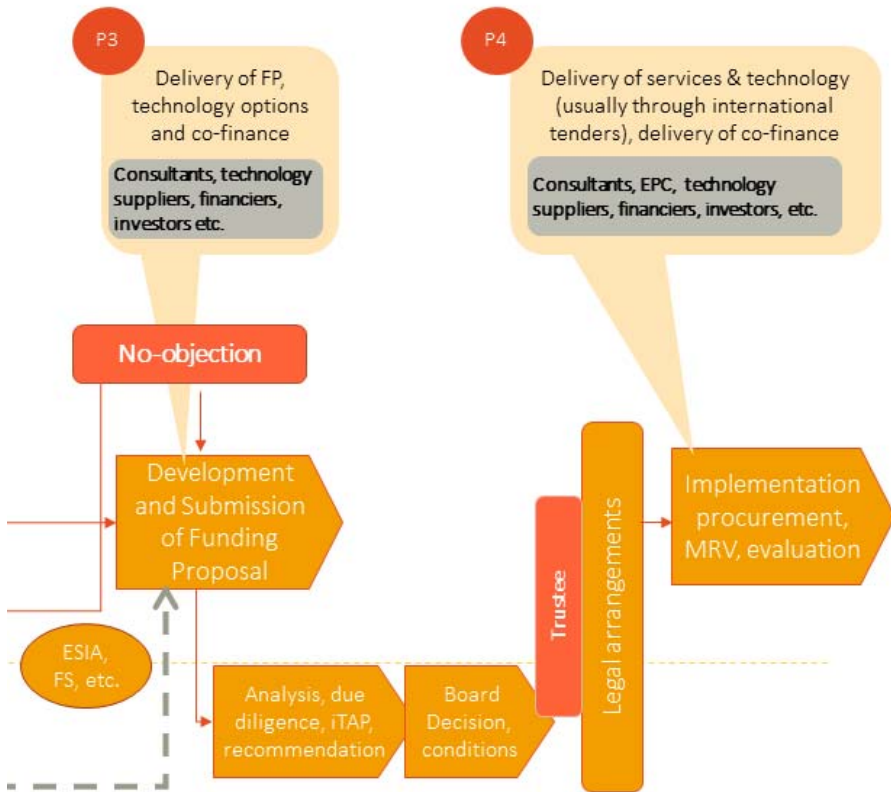 P3
Delivery of FP,
technology options
and co-finance
Consultants, technology
suppliers, financiers,
investors etc.
P4
Delivery of services & technology
(usually through international
tenders), delivery of co-finance
Consultants, EPC, technology
suppliers, financiers, investors, etc.
No-objection
Development
and Submission
of Funding
Proposal
ESIA,
FS, etc.
Analysis, due
diligence, iTAP,
recommendation
Board
Decision,
conditions
Trustee
Legal arrangements
Implementation
procurement,
MRV, evaluation